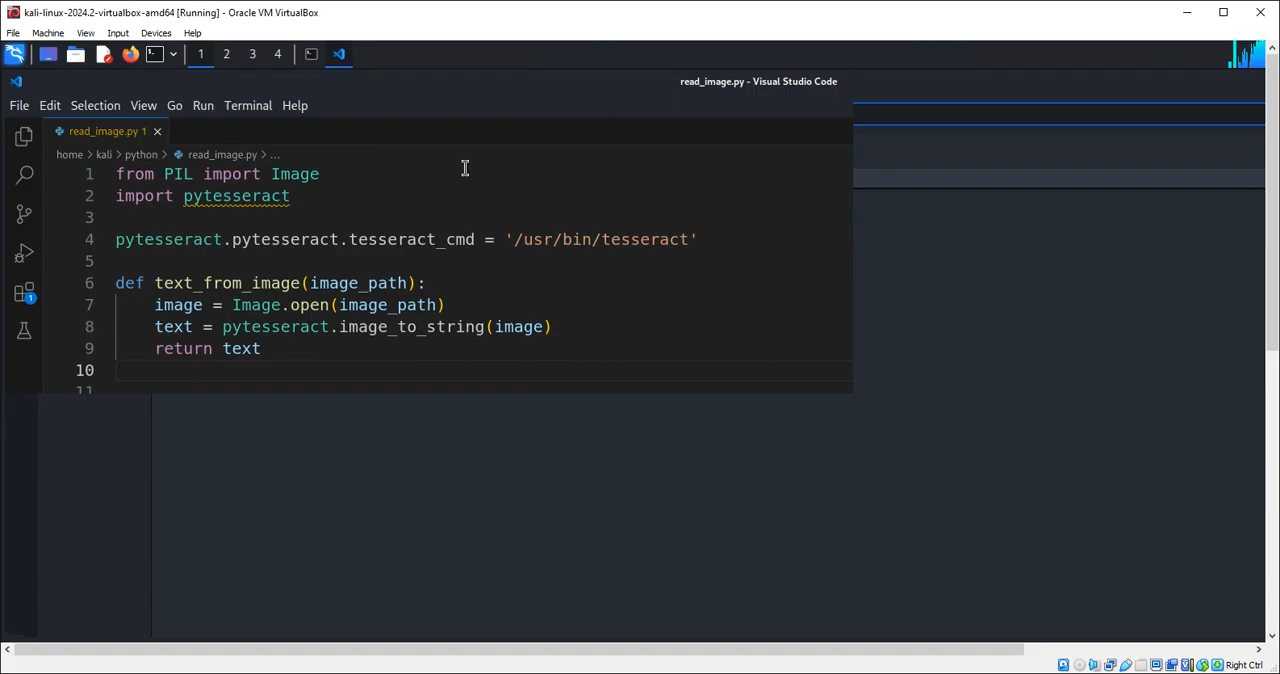 kali-linux-2024.2-virtualbox-amd64 [Running] - Oracle VM VirtualBox
File Machine View Input Devices Help
1 2 3 4
read_image.py - Visual Studio Code
File Edit Selection View Go Run Terminal Help
read_image.py 1
home > kali > python > read_image.py > ...
1 from PIL import Image
2 import pytesseract
3
4 pytesseract.pytesseract.tesseract_cmd = '/usr/bin/tesseract'
5
6 def text_from_image(image_path):
7 image = Image.open(image_path)
8 text = pytesseract.image_to_string(image)
9 return text
10
11
1
Right Ctrl